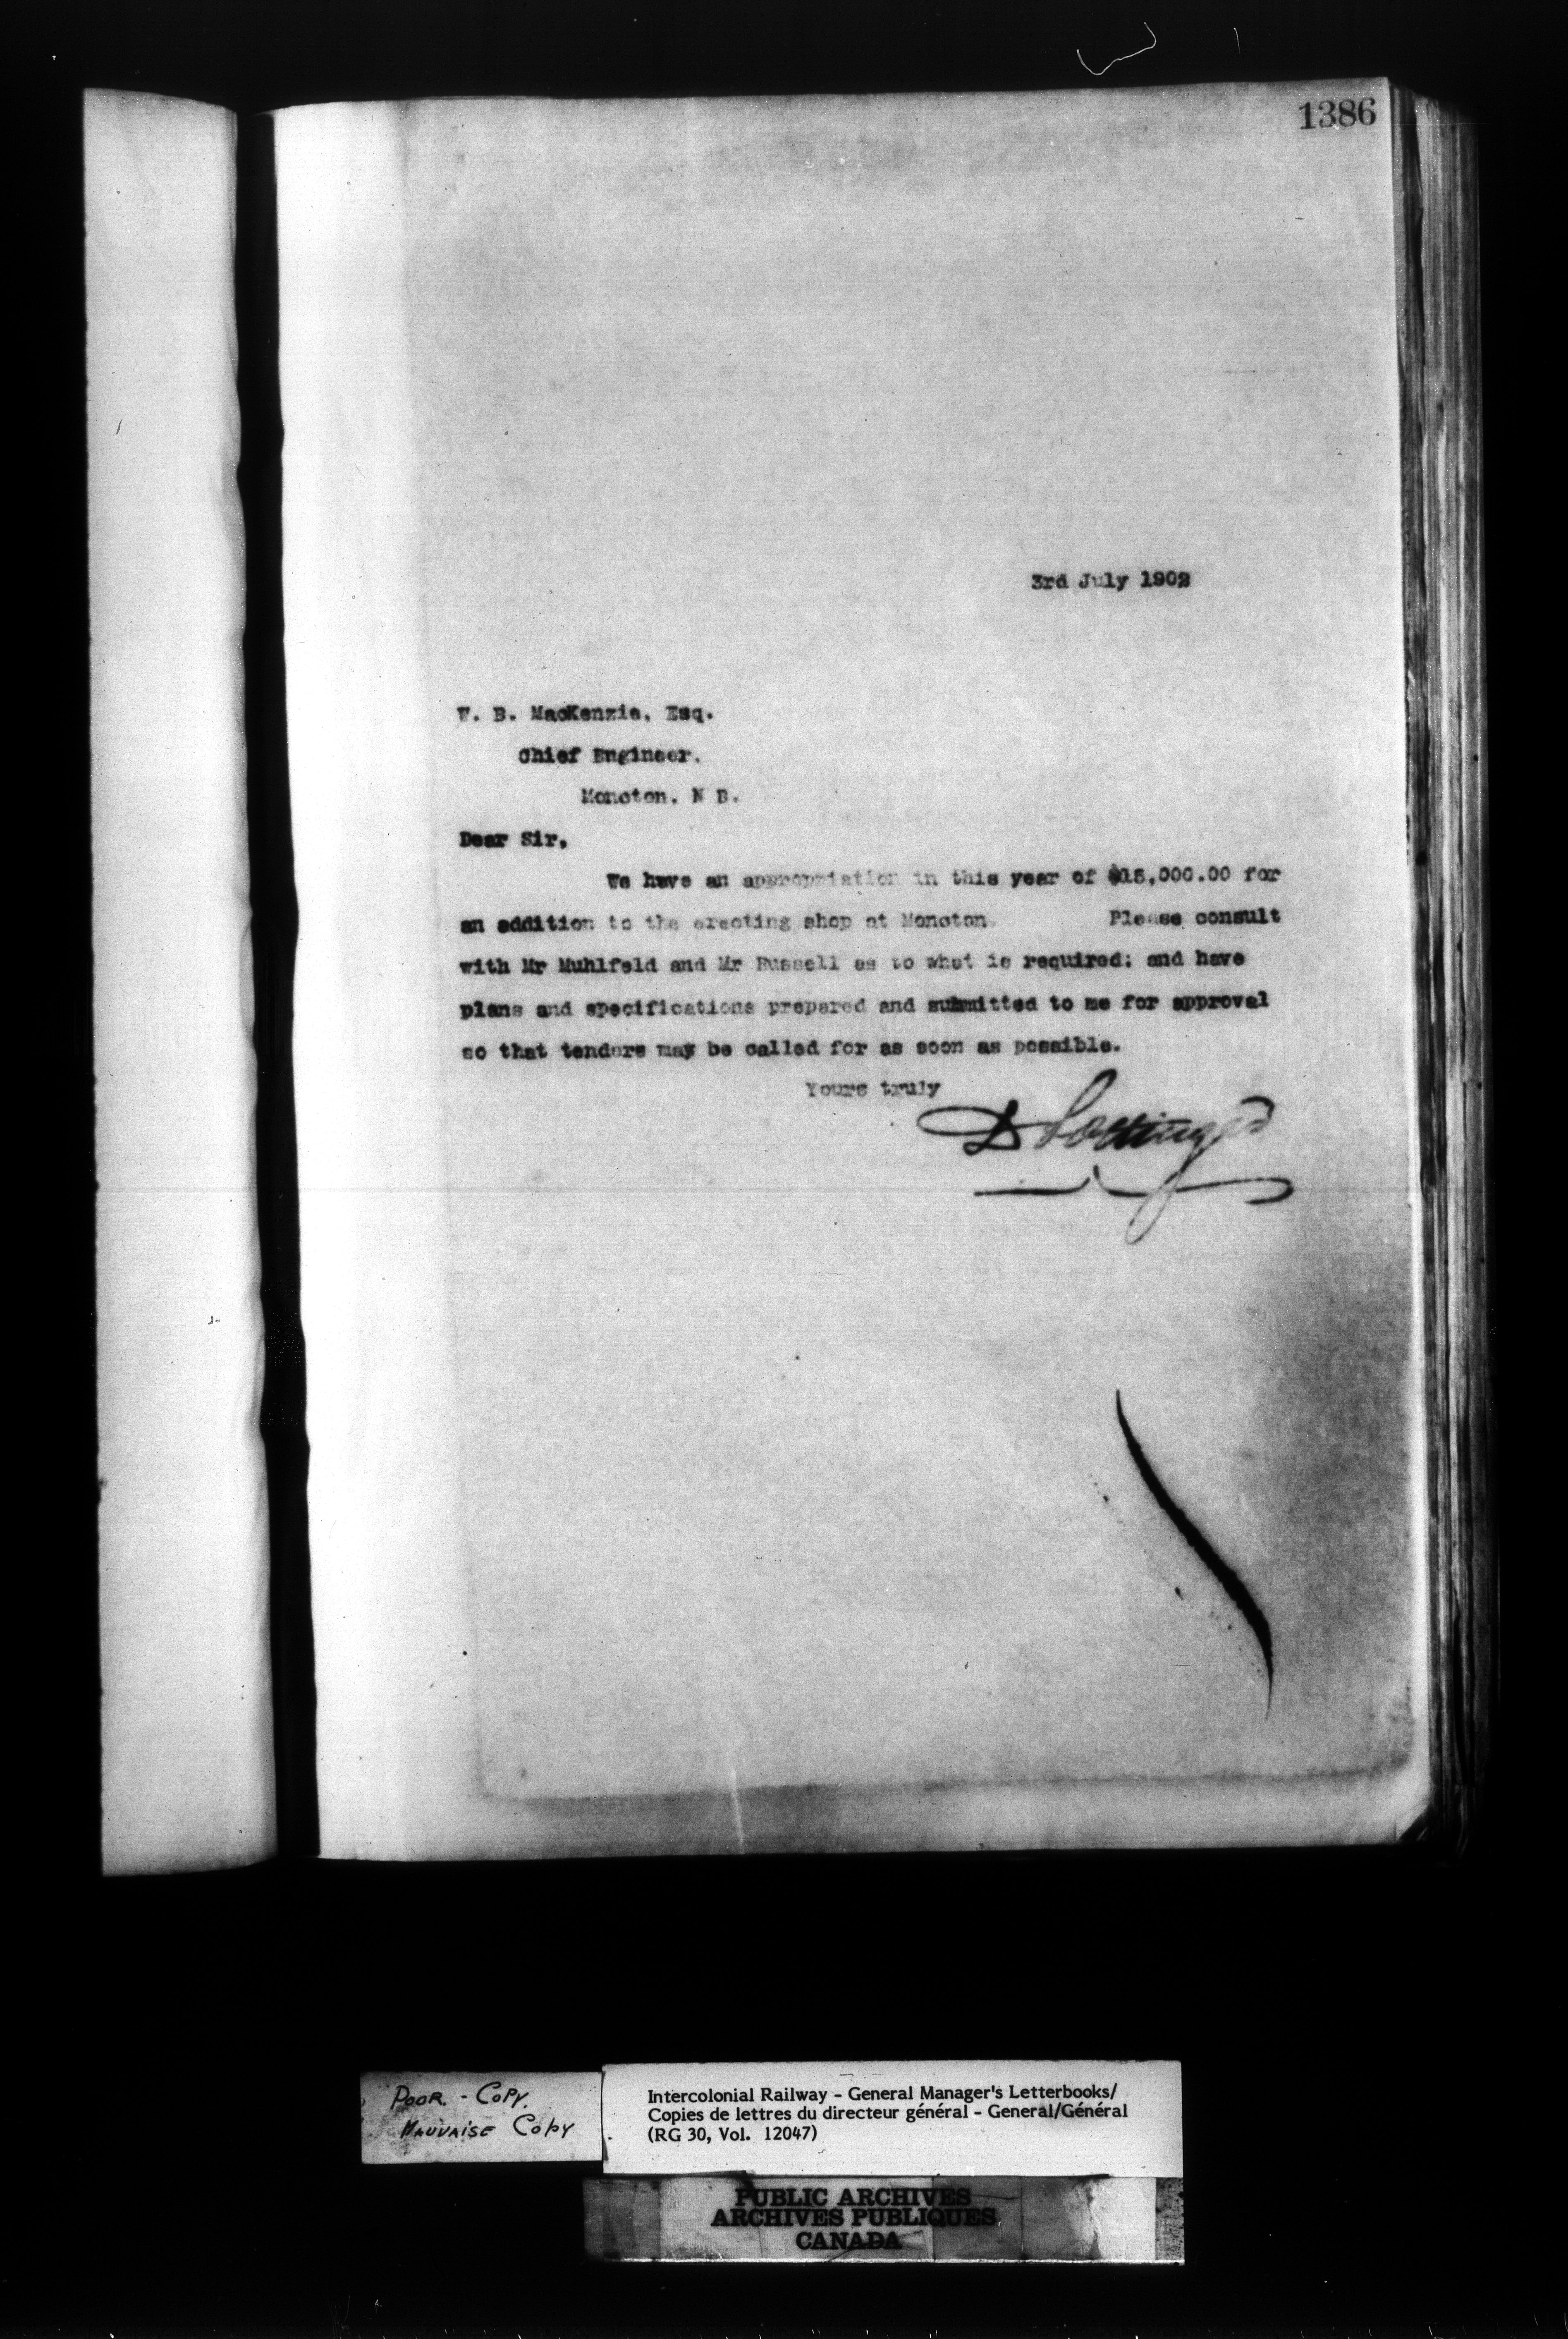 1386
3rd July 1902
W. B. MacKenzie, Esq.
Chief Engineer,
Moncton, N B.
Dear Sir,
We have an appropriation in this year of $15,000.00 for
an addition to the erecting shop at Moncton. Please consult
with Mr Muhlfeld and Mr Russell as to what is required; and have
plans and specifications prepared and submitted to me for approval
so that tenders may be called for as soon as possible.
Yours truly
D Pottinger
POOR - COPY.
MAUVAISE COPY
Intercolonial Railway - General Manager's Letterbooks/
Copies de lettres du directeur général - General/Général
(RG 30, Vol. 12047)
PUBLIC ARCHIVES
ARCHIVES PUBLIQUES
CANADA